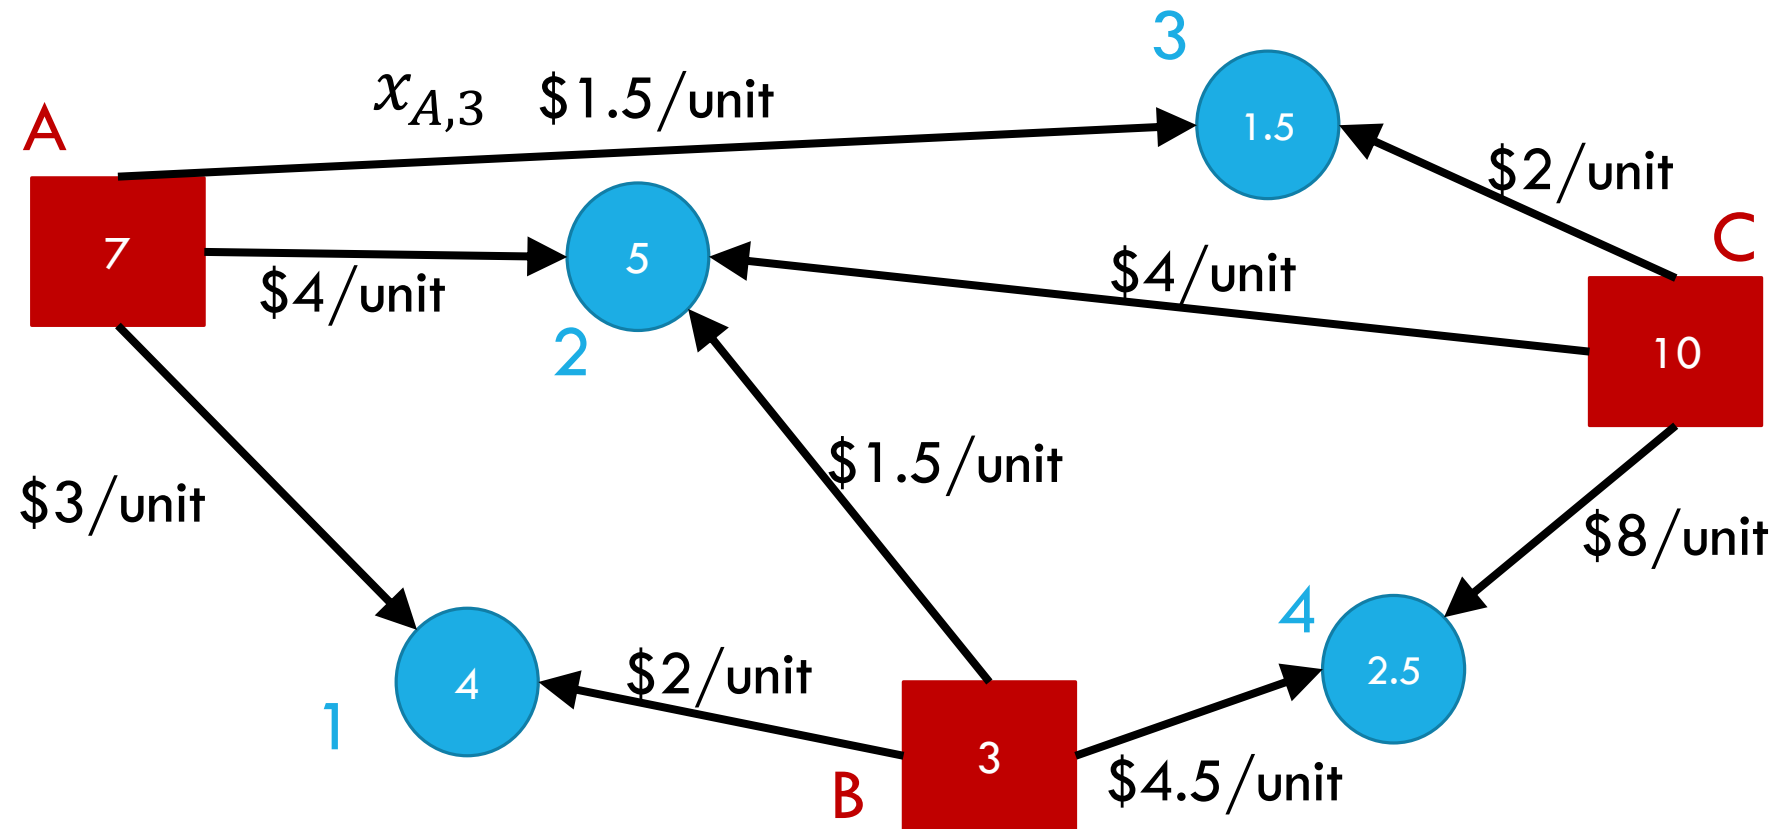 3
x_{A,3} $1.5/unit
A
1.5
$2/unit
C
7
5
$4/unit
$4/unit
2
10
$1.5/unit
$3/unit
$8/unit
4
$2/unit
4
2.5
1
3
B
$4.5/unit